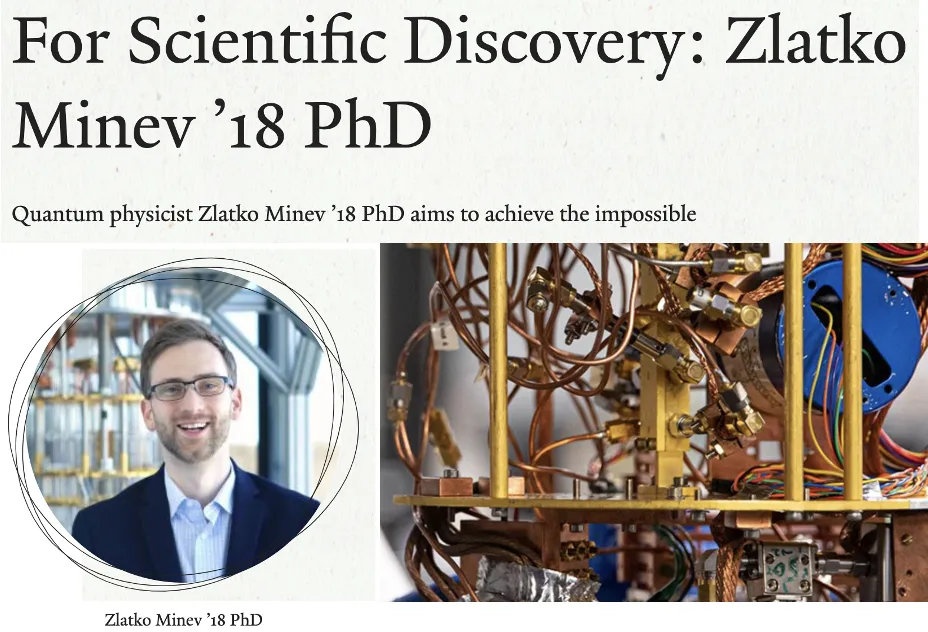 For Scientific Discovery: Zlatko
Minev ’18 PhD
Quantum physicist Zlatko Minev ’18 PhD aims to achieve the impossible
Zlatko Minev ’18 PhD